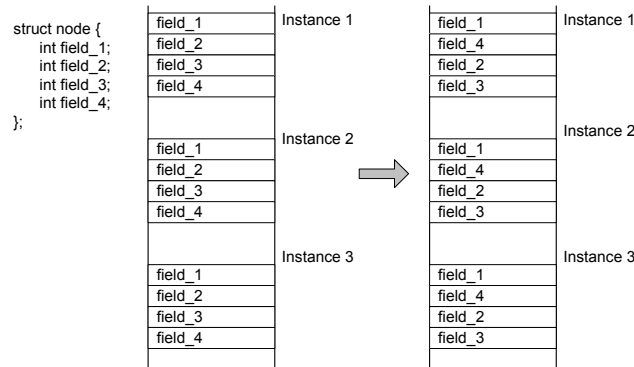 struct node {
int field_1;
int field_2;
int field_3;
int field_4;
};
Instance 1
field_1
field_2
field_3
field_4
Instance 2
field_1
field_2
field_3
field_4
Instance 3
field_1
field_2
field_3
field_4
Instance 1
field_1
field_4
field_2
field_3
Instance 2
field_1
field_4
field_2
field_3
Instance 3
field_1
field_4
field_2
field_3